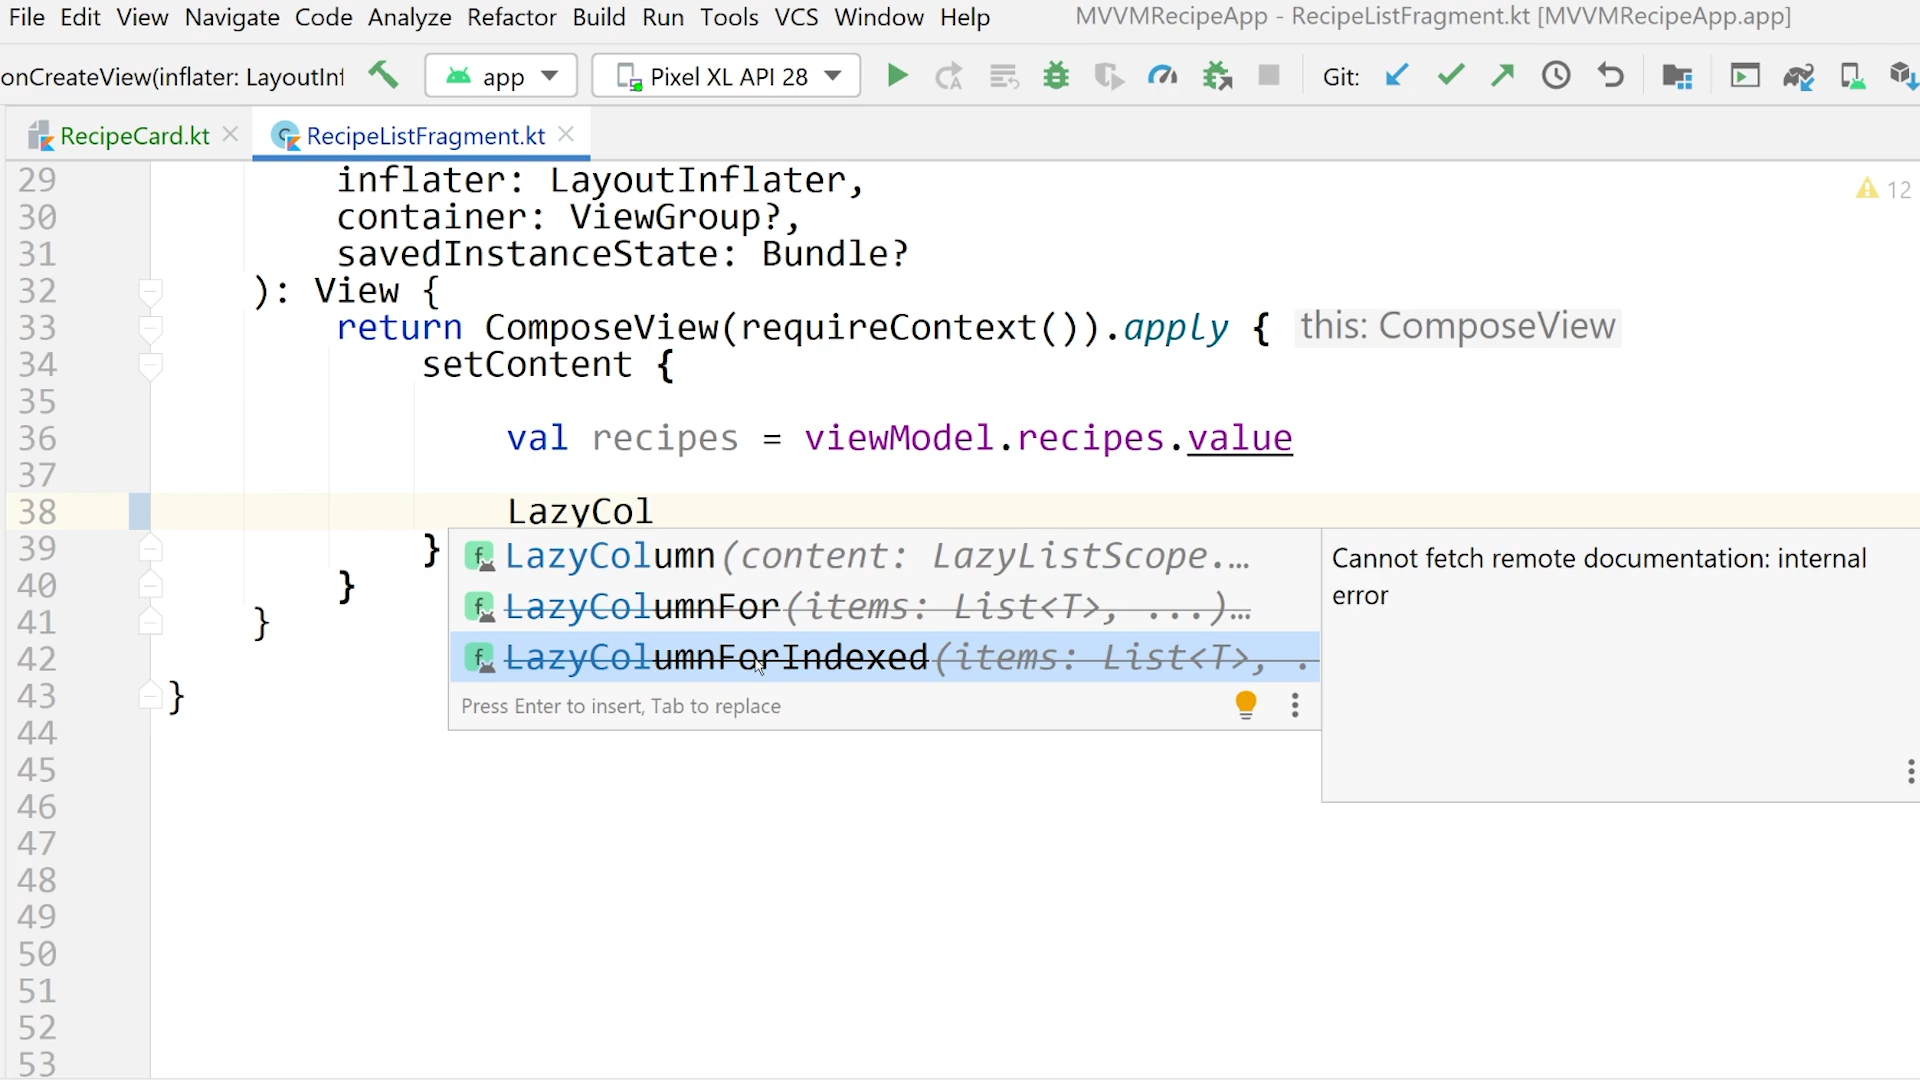 File Edit View Navigate Code Analyze Refactor Build Run Tools VCS Window Help MVVMRecipeApp - RecipeListFragment.kt [MVVMRecipeApp.app]
onCreateView(inflater: LayoutInf app Pixel XL API 28 Git:
RecipeCard.kt RecipeListFragment.kt
29 inflater: LayoutInflater, 12
30 container: ViewGroup?,
31 savedInstanceState: Bundle?
32 ): View {
33 return ComposeView(requireContext()).apply { this: ComposeView
34 setContent {
35
36 val recipes = viewModel.recipes.value
37
38 LazyCol
39 }
40 }
41 }
42
43 }
44
45
46
47
48
49
50
51
52
53
LazyColumn(content: LazyListScope.…
LazyColumnFor(items: List<T>, ...)…
LazyColumnForIndexed(items: List<T>, .
Press Enter to insert, Tab to replace
Cannot fetch remote documentation: internal
error